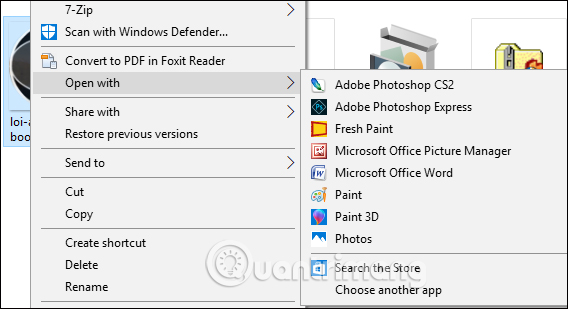 7-Zip
Scan with Windows Defender...
Convert to PDF in Foxit Reader
Open with
Share with
Restore previous versions
Send to
Cut
Copy
Create shortcut
Delete
Rename
Adobe Photoshop CS2
Adobe Photoshop Express
Fresh Paint
Microsoft Office Picture Manager
Microsoft Office Word
Paint
Paint 3D
Photos
Search the Store
Choose another app
loi-a
boo
Quantrimang